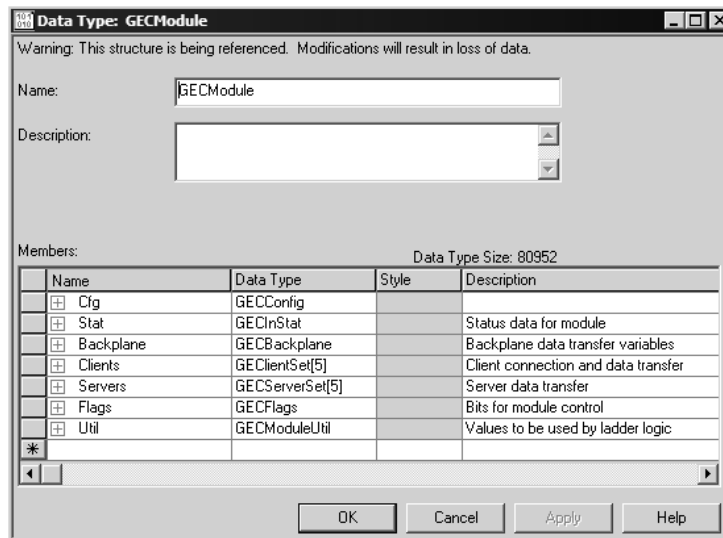 Data Type: GECModule
Warning: This structure is being referenced. Modifications will result in loss of data.
Name: GECModule
Description:
Members: Data Type Size: 80952
Name Data Type Style Description
Cfg GECConfig
Stat GECInStat Status data for module
Backplane GECBackplane Backplane data transfer variables
Clients GEClientSet[5] Client connection and data transfer
Servers GECServerSet[5] Server data transfer
Flags GECFlags Bits for module control
Util GECModuleUtil Values to be used by ladder logic
OK Cancel Apply Help